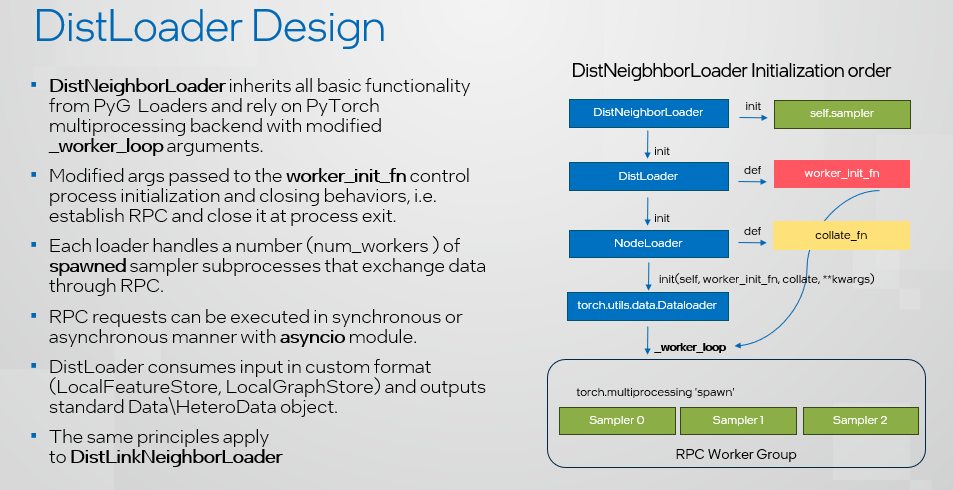 DistLoader Design
▪ DistNeighborLoader inherits all basic functionality
from PyG Loaders and rely on PyTorch
multiprocessing backend with modified
_worker_loop arguments.
▪ Modified args passed to the worker_init_fn control
process initialization and closing behaviors, i.e.
establish RPC and close it at process exit.
▪ Each loader handles a number (num_workers ) of
spawned sampler subprocesses that exchange data
through RPC.
▪ RPC requests can be executed in synchronous or
asynchronous manner with asyncio module.
▪ DistLoader consumes input in custom format
(LocalFeatureStore, LocalGraphStore) and outputs
standard Data\HeteroData object.
▪ The same principles apply
to DistLinkNeighborLoader
DistNeigbhborLoader Initialization order
DistNeighborLoader
init
self.sampler
init
DistLoader
def
worker_init_fn
init
NodeLoader
def
collate_fn
init(self, worker_init_fn, collate, **kwargs)
torch.utils.data.Dataloader
_worker_loop
torch.multiprocessing 'spawn'
Sampler 0
Sampler 1
Sampler 2
RPC Worker Group